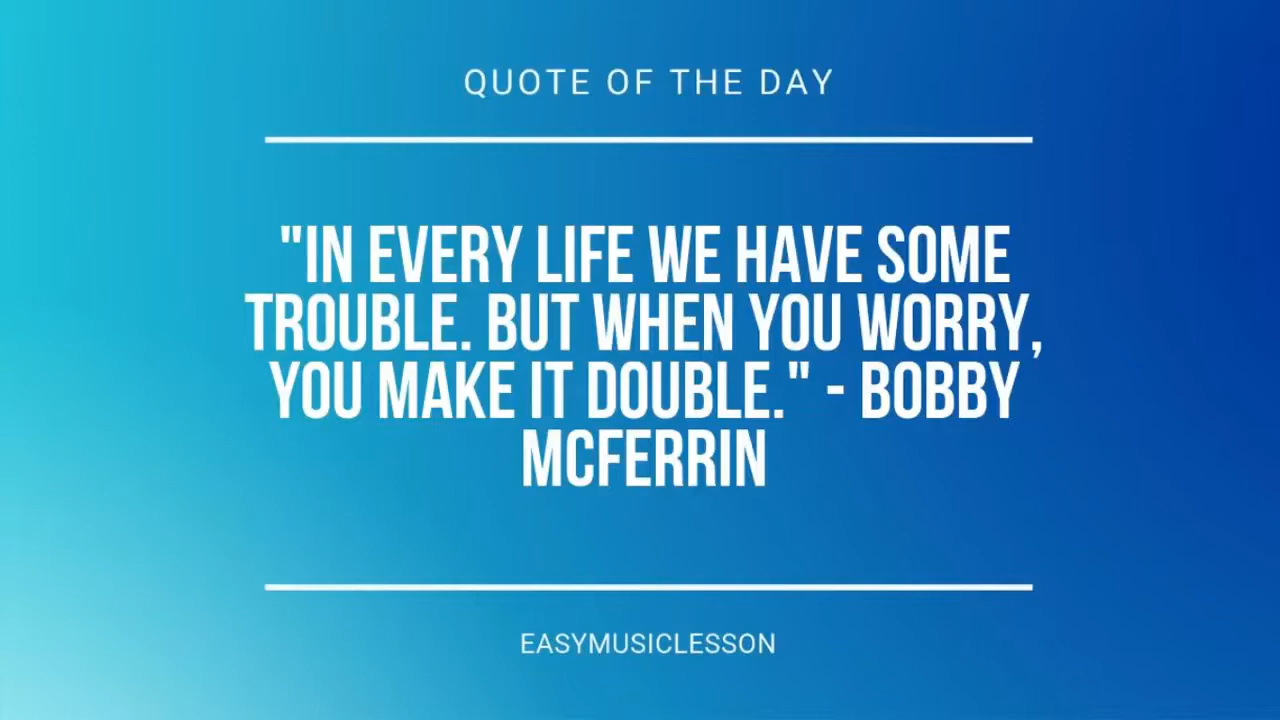 QUOTE OF THE DAY
"IN EVERY LIFE WE HAVE SOME
TROUBLE. BUT WHEN YOU WORRY,
YOU MAKE IT DOUBLE." - BOBBY
MCFERRIN
EASYMUSICLESSON